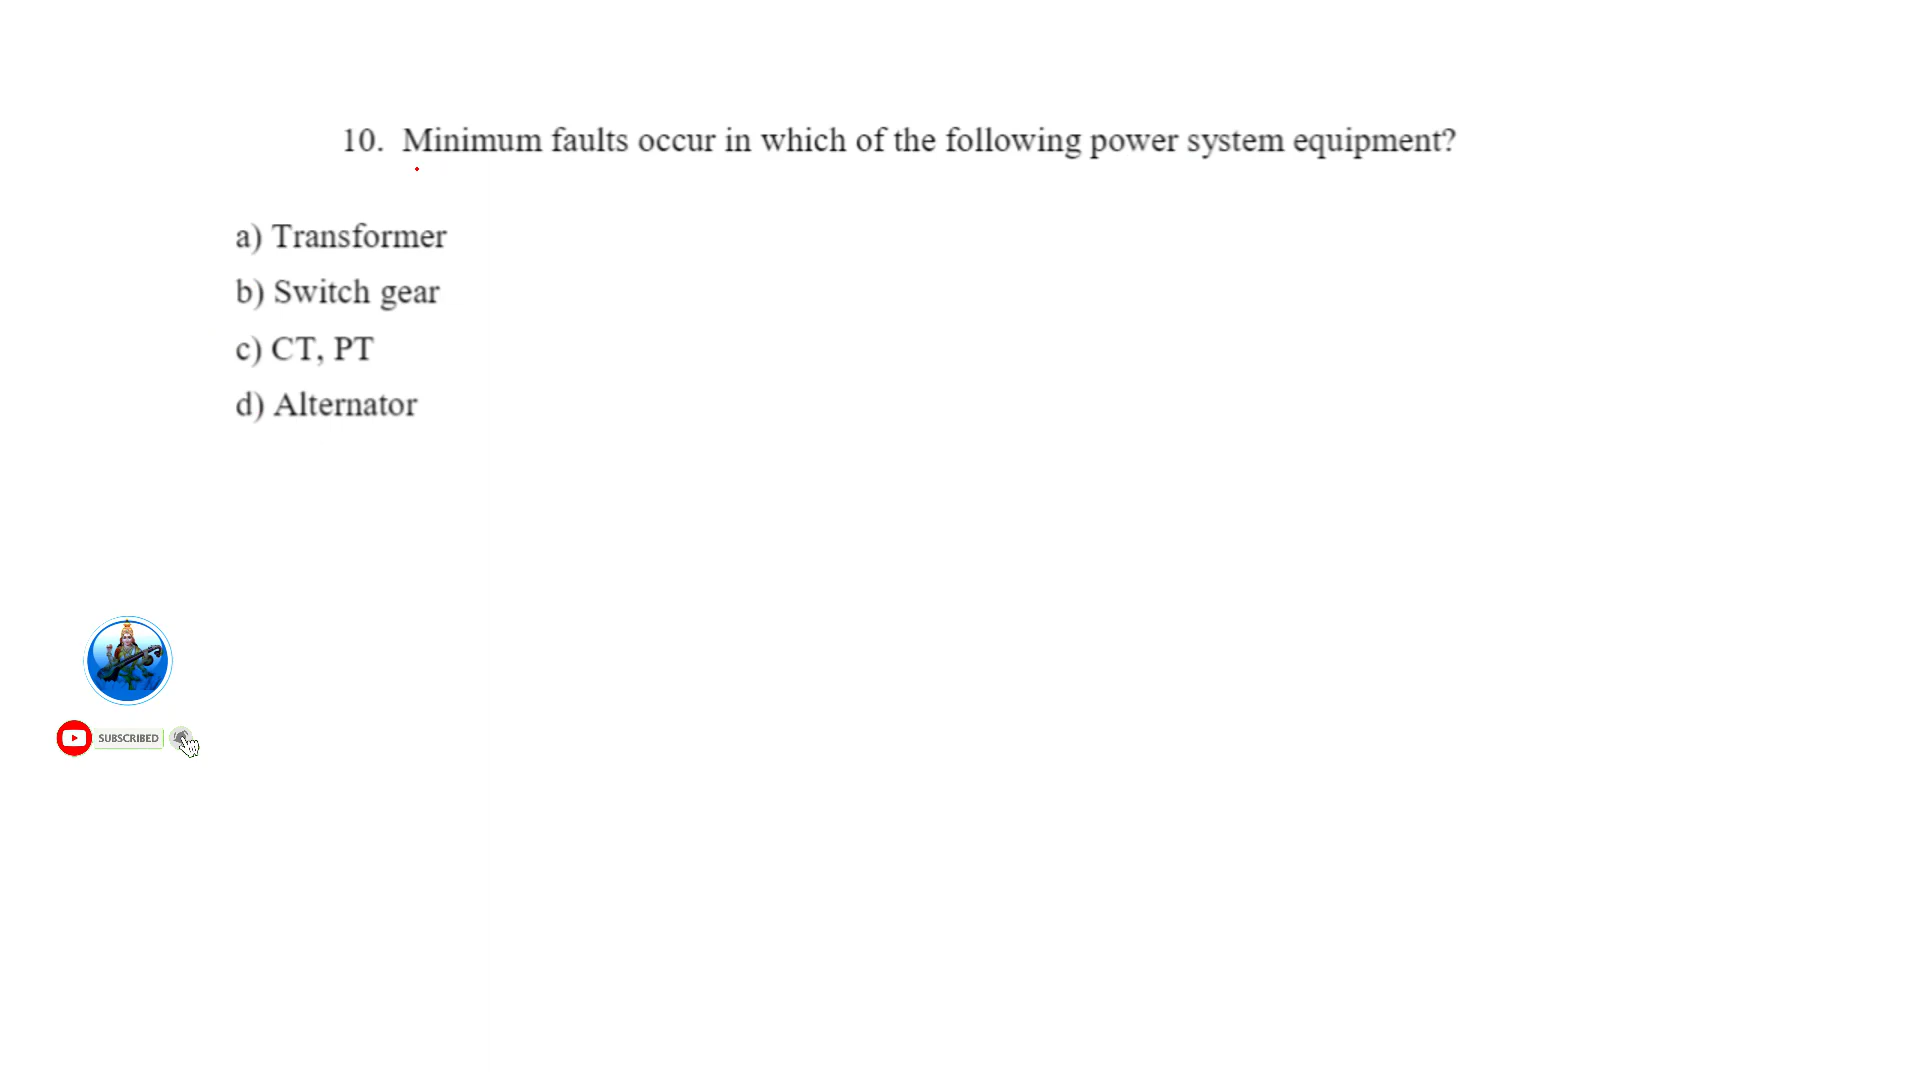 10. Minimum faults occur in which of the following power system equipment?
a) Transformer
b) Switch gear
c) CT, PT
d) Alternator
SUBSCRIBED